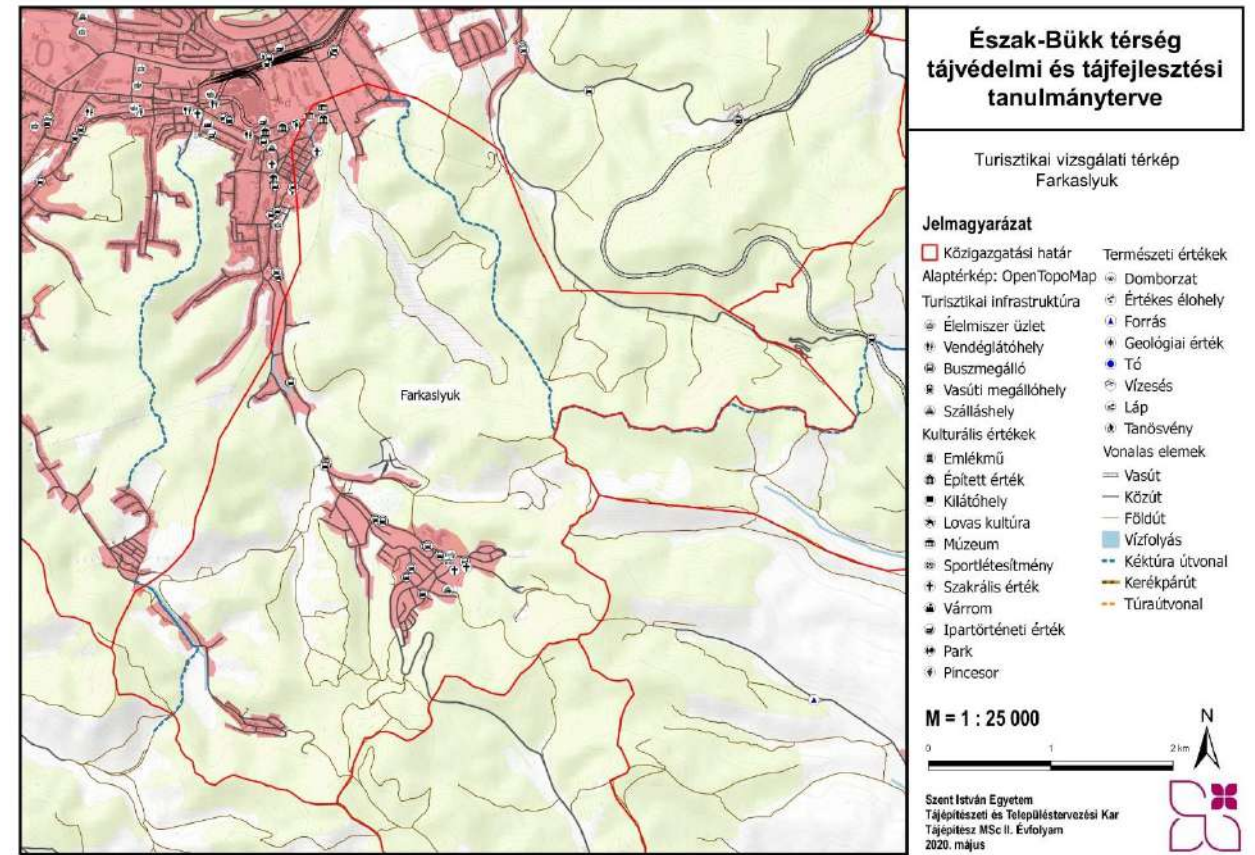 Észak-Bükk térség
tájvédelmi és tájfejlesztési
tanulmányterve
Turisztikai vizsgálati térkép
Farkaslyuk
Jelmagyarázat
Közigazgatási határ
Alaptérkép: OpenTopoMap
Turisztikai infrastruktúra
Élelmiszer üzlet
Vendéglátóhely
Buszmegálló
Vasúti megállóhely
Szálláshely
Kulturális értékek
Emlékmű
Épített érték
Kilátóhely
Lovas kultúra
Múzeum
Sportlétesítmény
Szakrális érték
Várrom
Ipartörténeti érték
Park
Pincesor
Természeti értékek
Domborzat
Értékes élohely
Forrás
Geológiai érték
Tó
Vízesés
Láp
Tanösvény
Vonalas elemek
Vasút
Közút
Földút
Vízfolyás
Kéktúra útvonal
Kerékpárút
Túraútvonal
M = 1 : 25 000
N
0 1 2 km
Szent István Egyetem
Tájépítészeti és Településtervezési Kar
Tájépítész MSc II. Évfolyam
2020. május
Farkaslyuk